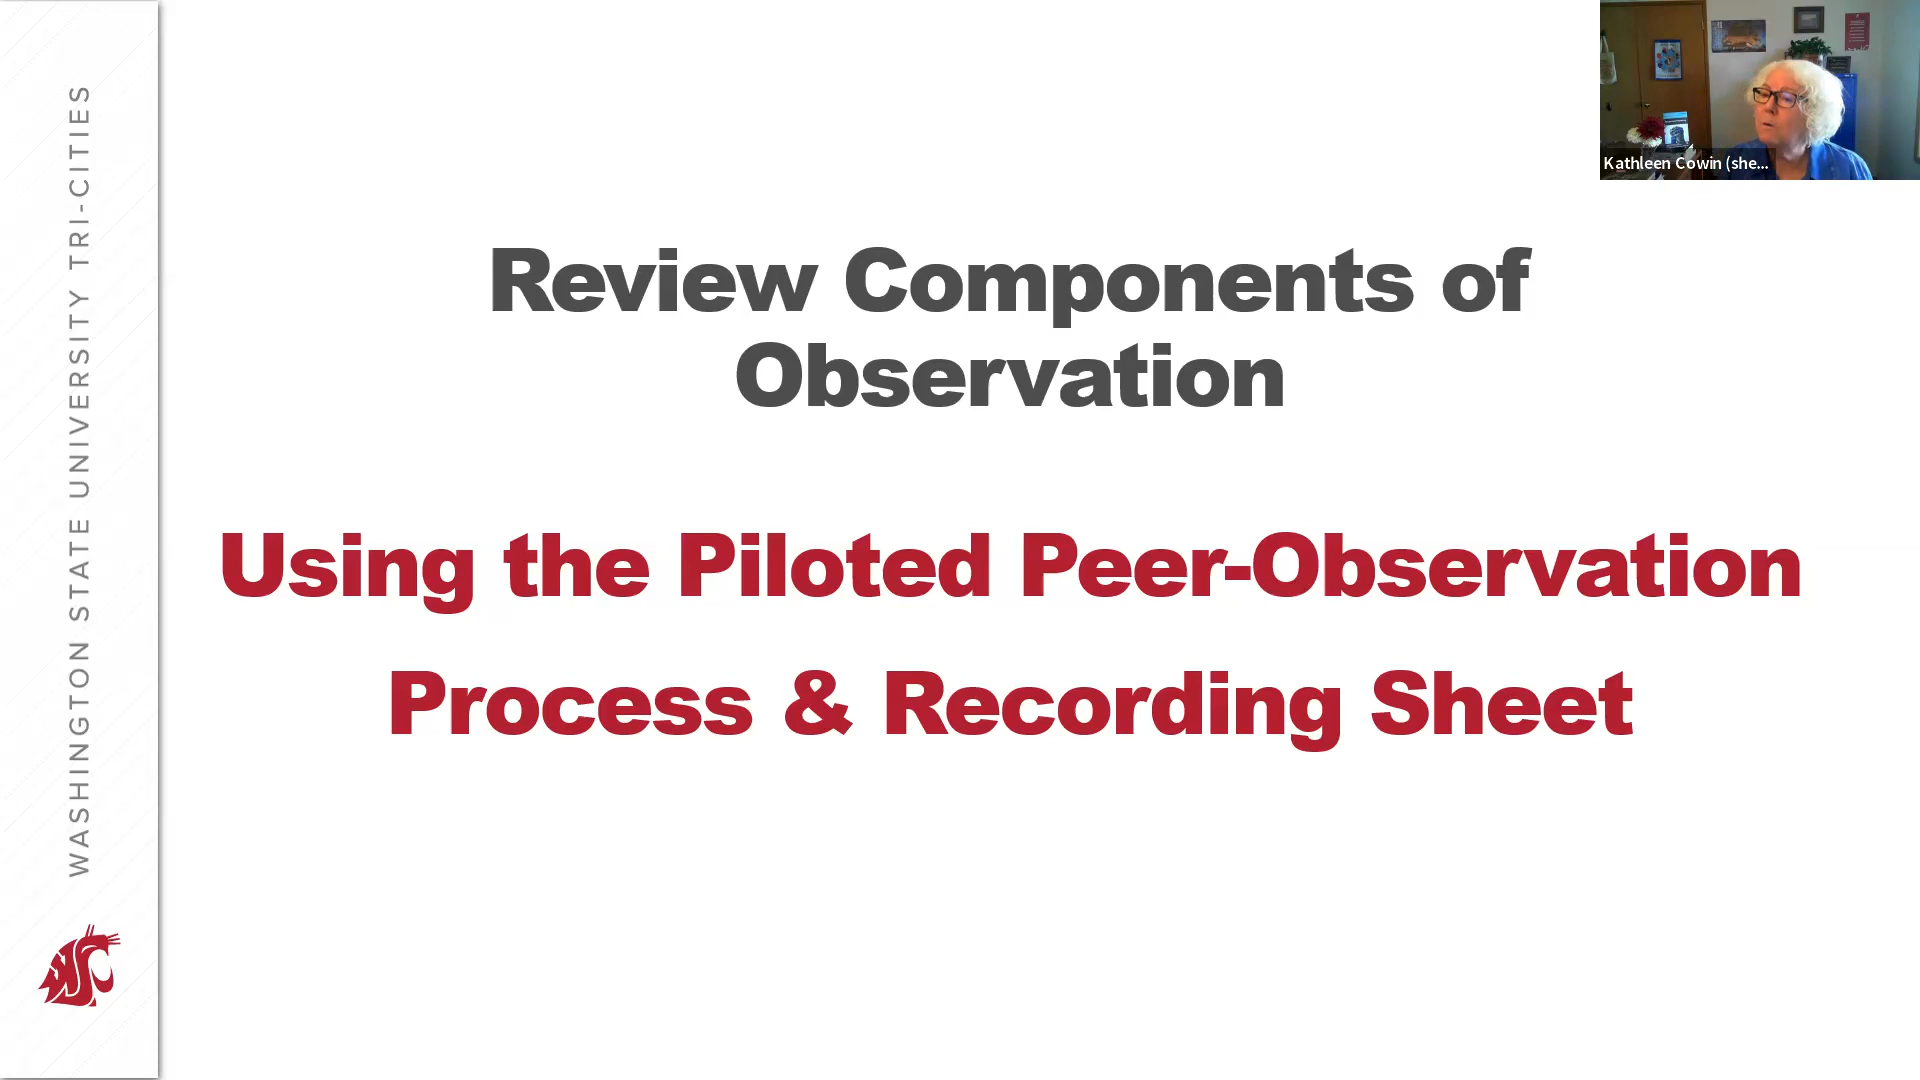 Kathleen Cowin (she...
Review Components of
Observation
Using the Piloted Peer-Observation
Process & Recording Sheet
WASHINGTON STATE UNIVERSITY TRI-CITIES